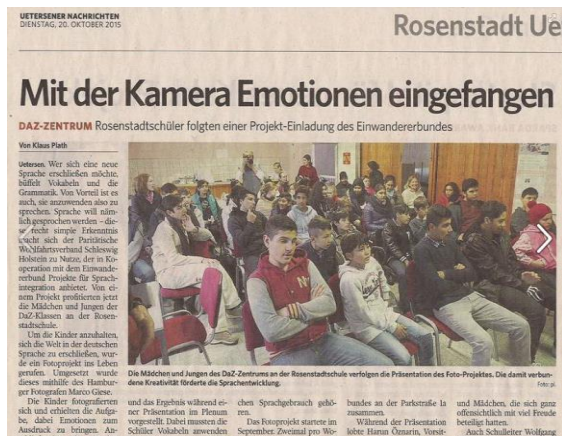 UETERSENER NACHRICHTEN
DIENSTAG, 20. OKTOBER 2015
Rosenstadt Ue
Mit der Kamera Emotionen eingefangen
DAZ-ZENTRUM Rosenstadtschüler folgten einer Projekt-Einladung des Einwandererbundes
Von Klaus Plath
Uetersen. Wer sich eine neue
Sprache erschließen möchte,
büffelt Vokabeln und die
Grammatik. Von Vorteil ist es
auch, sie anzuwenden also zu
sprechen. Sprache will näm-
lich gesprochen werden – die-
se recht simple Erkenntnis
macht sich der Paritätische
Wohlfahrtsverband Schleswig
Holstein zu Nutze, der in Ko-
operation mit dem Einwande-
rerbund Projekte für Sprach-
integration anbietet. Von ei-
nem Projekt profitierten jetzt
die Mädchen und Jungen der
DaZ-Klassen an der Rosen-
stadtschule.
Um die Kinder anzuhalten,
sich die Welt in der deutschen
Sprache zu erschließen, wur-
de ein Fotoprojekt ins Leben
gerufen. Umgesetzt wurde
dieses mithilfe des Hambur-
ger Fotografen Marco Giese.
Die Kinder fotografierten
sich und erhielten die Aufga-
be, dabei Emotionen zum
Ausdruck zu bringen. An-
Die Mädchen und Jungen des DaZ-Zentrums an der Rosenstadtschule verfolgen die Präsentation des Foto-Projektes. Die damit verbun-
dene Kreativität förderte die Sprachentwicklung.
Foto: pl.
und das Ergebnis während ei-
ner Präsentation im Plenum
vorgestellt. Dabei mussten die
Schüler Vokabeln anwenden
chen Sprachgebrauch gehö-
ren.
Das Fotoprojekt startete im
September. Zweimal pro Wo-
bundes an der Parkstraße 1a
zusammen.
Während der Präsentation
lobte Harun Öznarin, Vorsit-
und Mädchen, die sich ganz
offensichtlich mit viel Freude
beteiligt hatten.
Auch Schulleiter Wolfgang